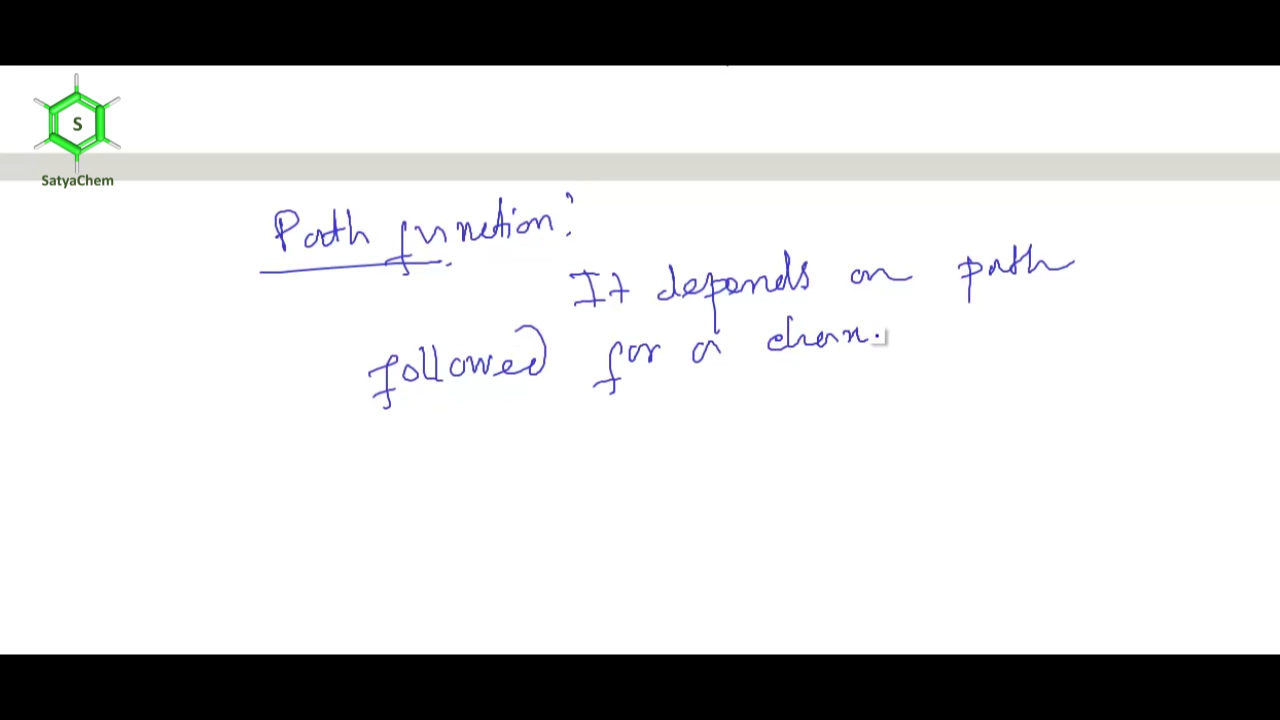 S
SatyaChem
Path function:
It depends on path
followed for a chan